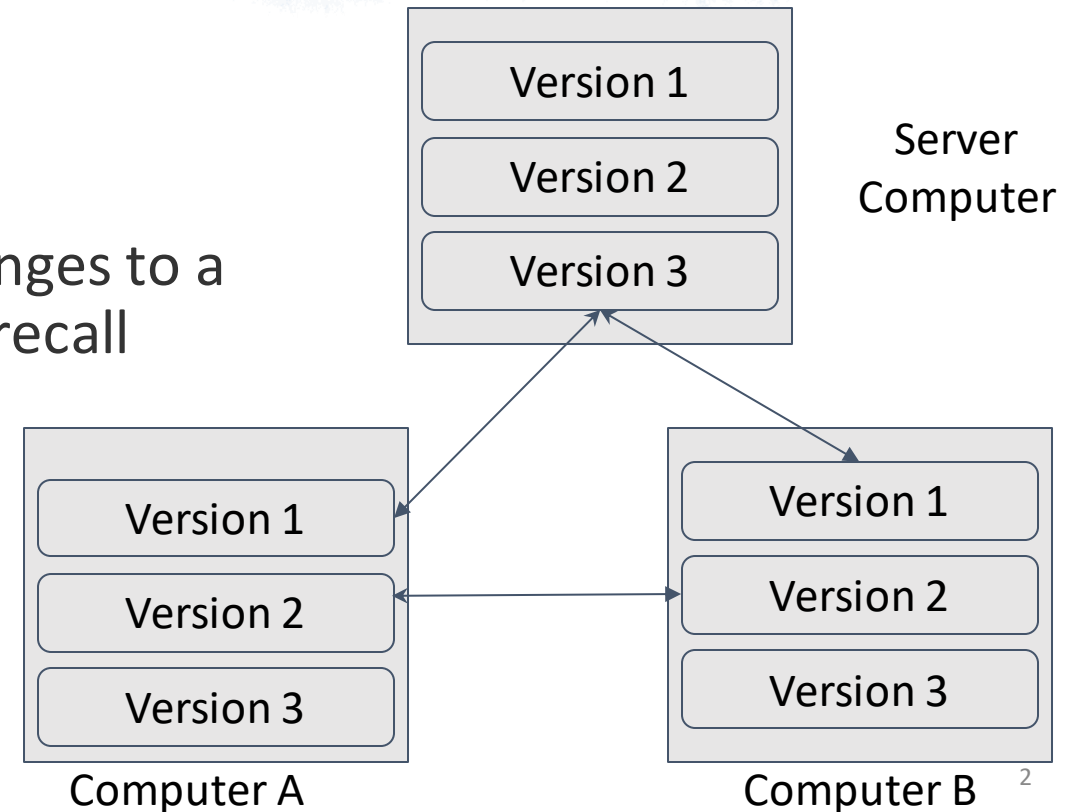 Version 1
Version 2
Version 3
Server
Computer
nges to a
recall
Version 1
Version 2
Version 3
Computer A
Version 1
Version 2
Version 3
Computer B
2